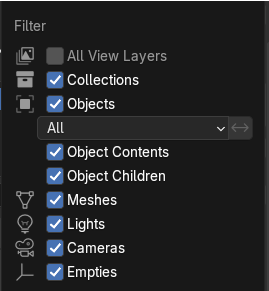 Filter
All View Layers
Collections
Objects
All
Object Contents
Object Children
Meshes
Lights
Cameras
Empties